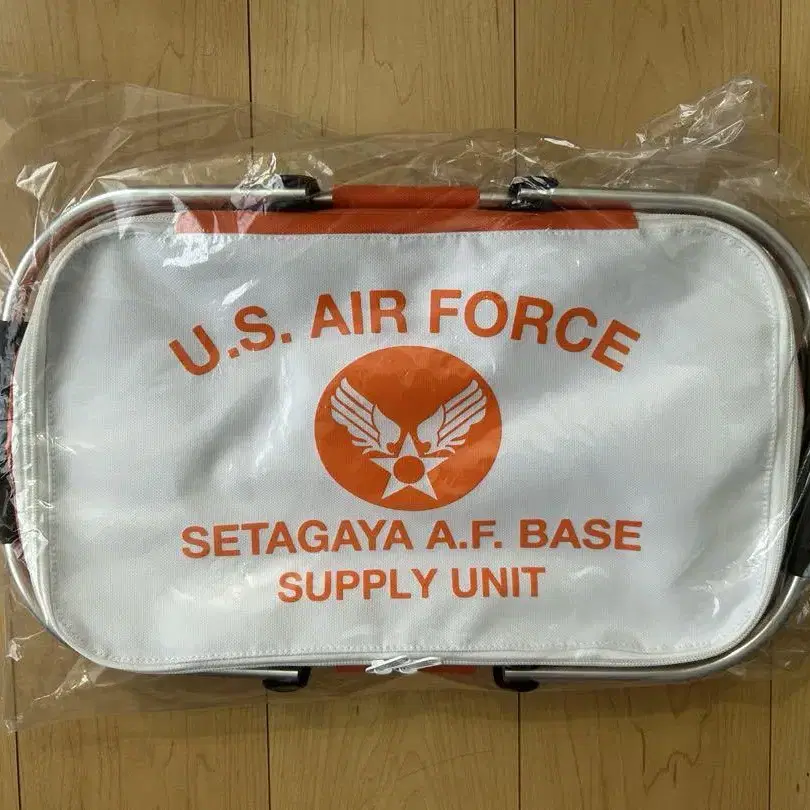 U.S. AIR FORCE
SETAGAYA A.F. BASE
SUPPLY UNIT